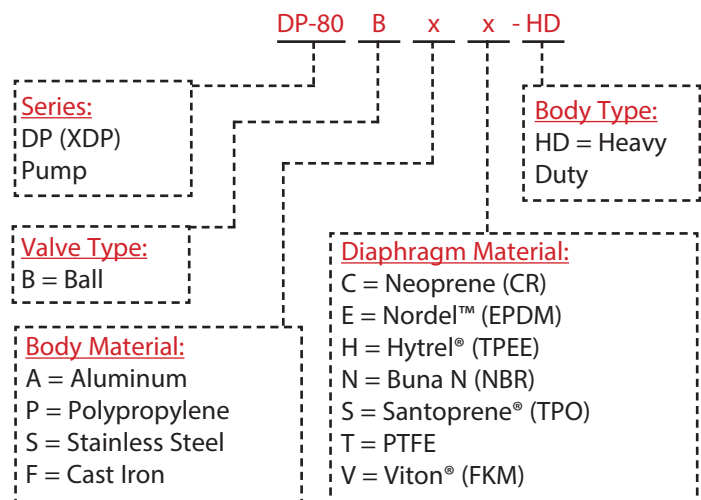 DP-80 B x x - HD
Series:
DP (XDP)
Pump
Body Type:
HD = Heavy
Duty
Valve Type:
B = Ball
Diaphragm Material:
C = Neoprene (CR)
E = Nordel™ (EPDM)
H = Hytrel® (TPEE)
N = Buna N (NBR)
S = Santoprene® (TPO)
T = PTFE
V = Viton® (FKM)
Body Material:
A = Aluminum
P = Polypropylene
S = Stainless Steel
F = Cast Iron